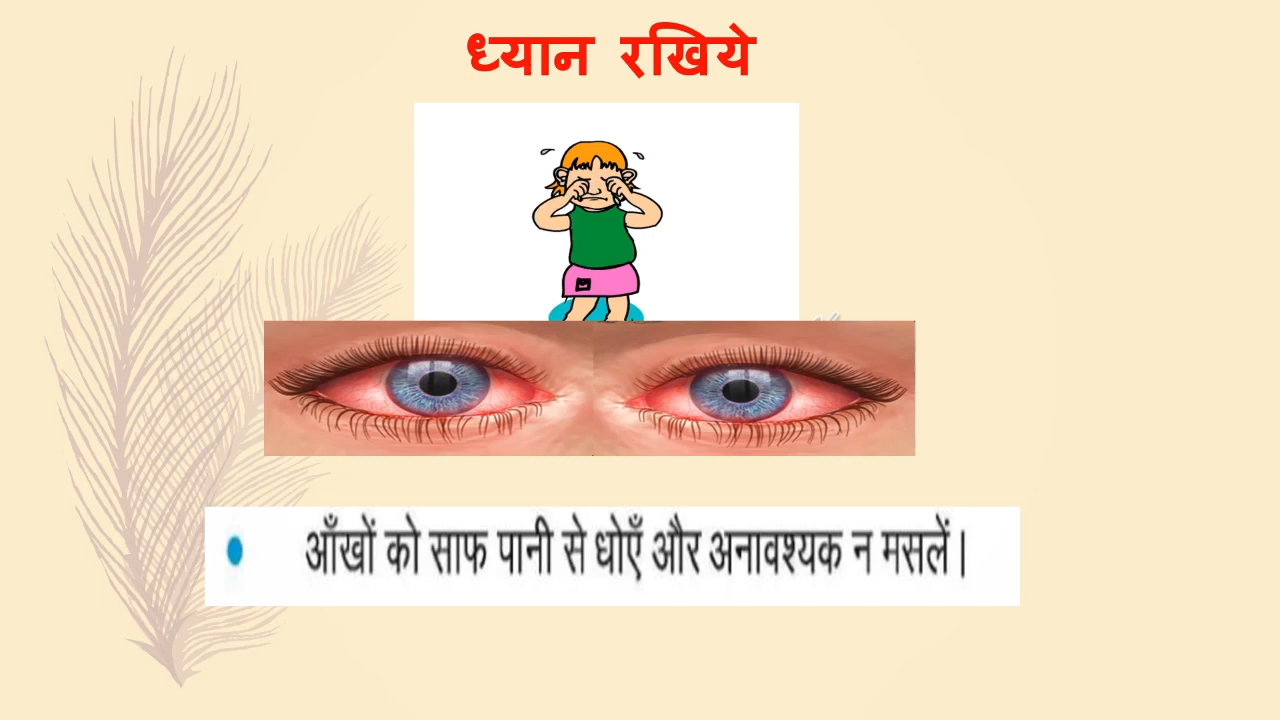 ध्यान रखिये
• आँखों को साफ पानी से धोएँ और अनावश्यक न मसलें।